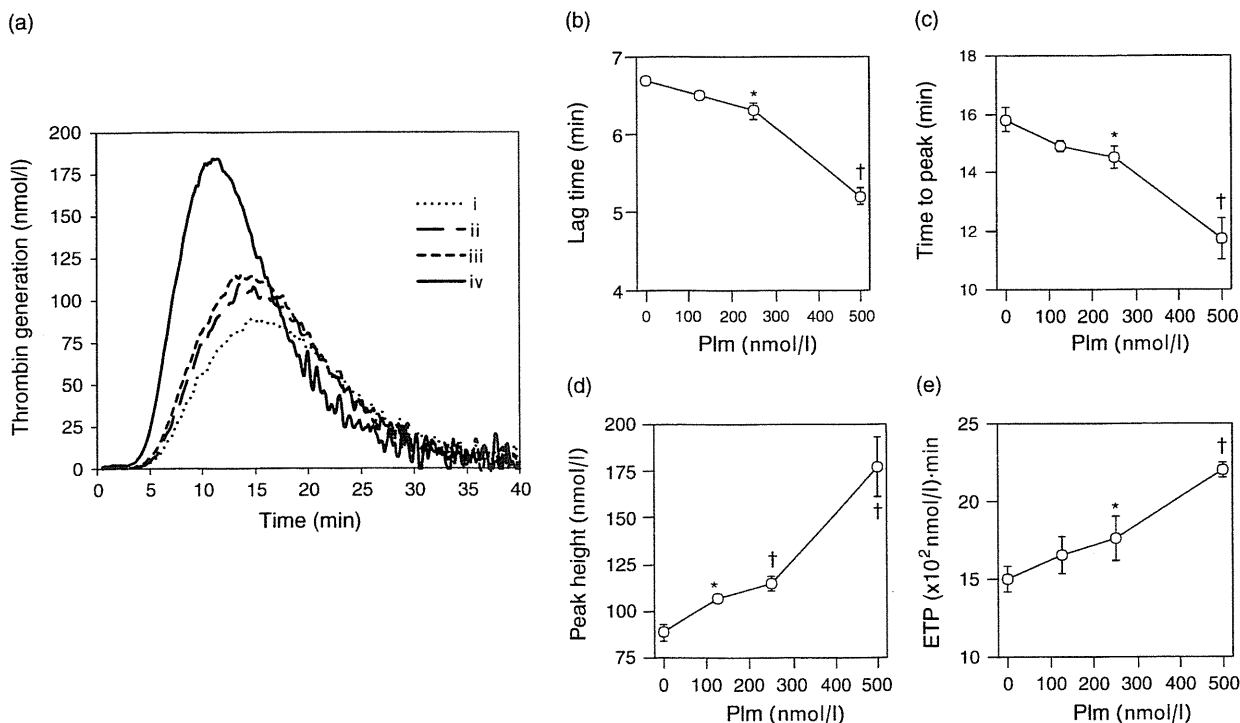 (a)
Thrombin generation (nmol/l)
200
175
150
125
100
75
50
25
0
0 5 10 15 20 25 30 35 40
Time (min)
i
ii
iii
iv
(b)
Lag time (min)
7
6
5
4
*
†
0 100 200 300 400 500
Plm (nmol/l)
(c)
Time to peak (min)
18
16
14
12
10
*
†
0 100 200 300 400 500
Plm (nmol/l)
(d)
Peak height (nmol/l)
200
175
150
125
100
75
*
†
†
0 100 200 300 400 500
Plm (nmol/l)
(e)
ETP (x10² nmol/l)·min
25
20
15
10
*
†
0 100 200 300 400 500
Plm (nmol/l)